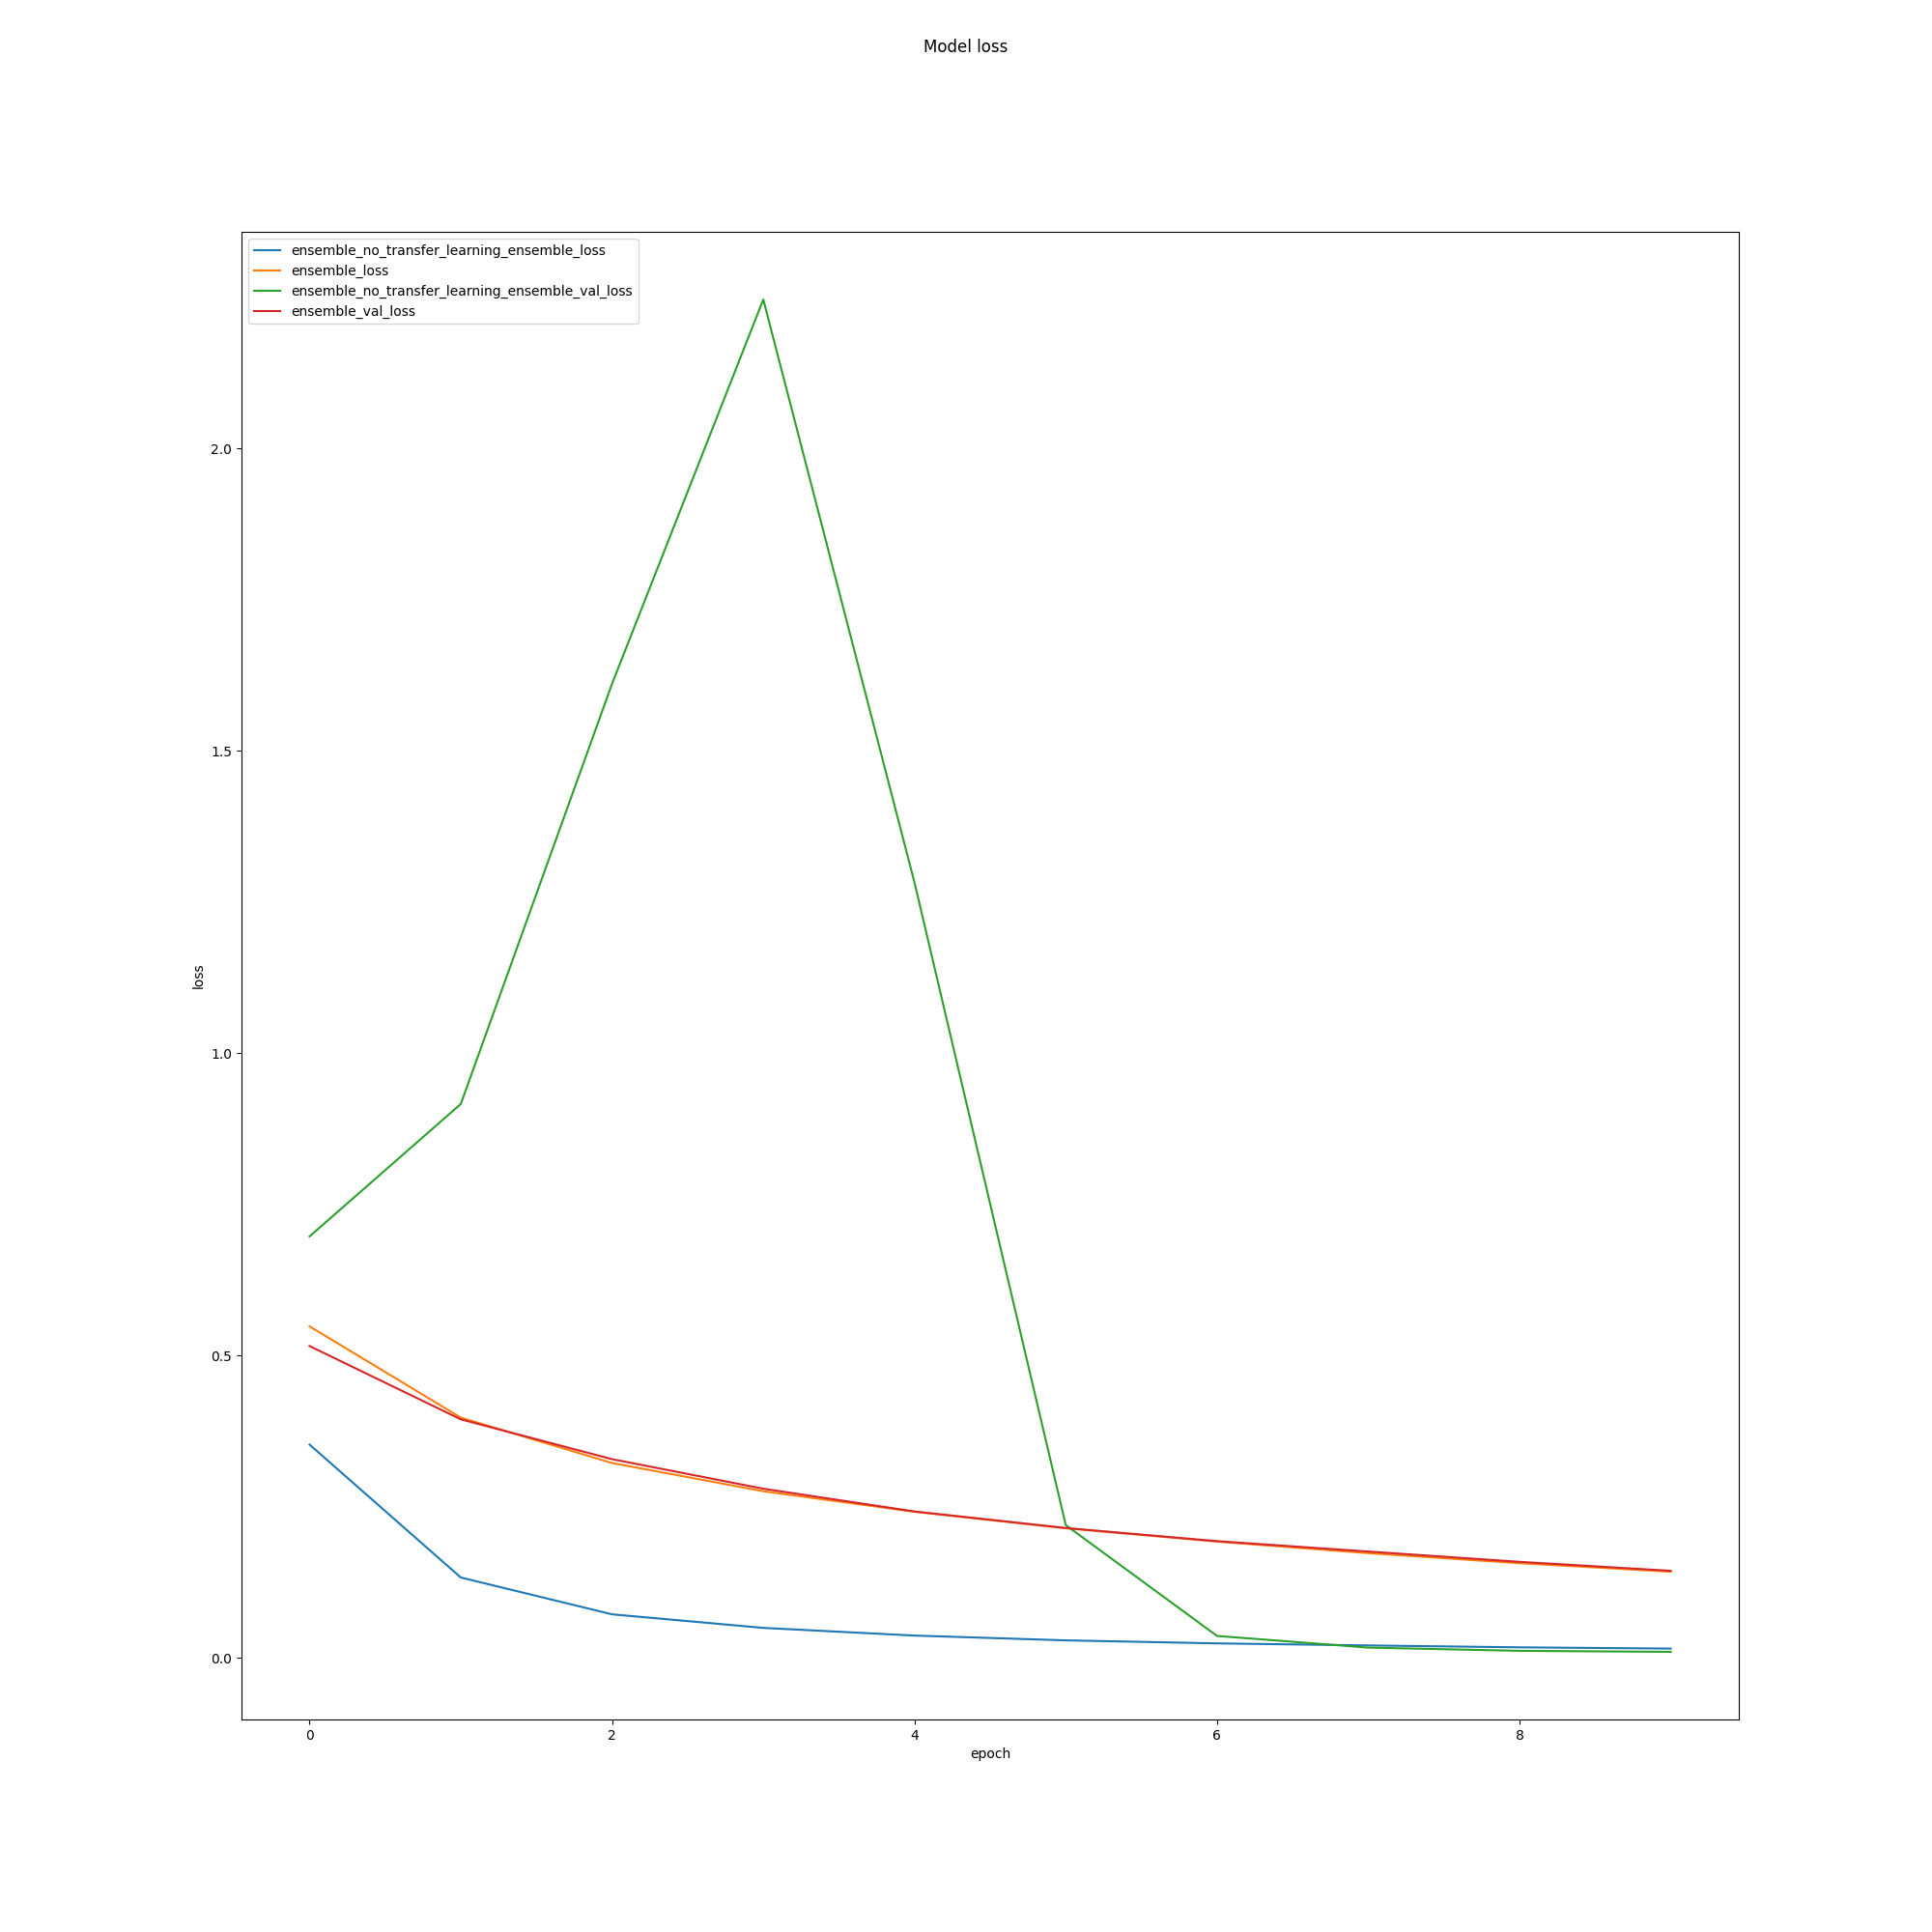 Model loss
ensemble_no_transfer_learning_ensemble_loss
ensemble_loss
ensemble_no_transfer_learning_ensemble_val_loss
ensemble_val_loss
2.0
1.5
1.0
0.5
0.0
loss
0 2 4 6 8
epoch